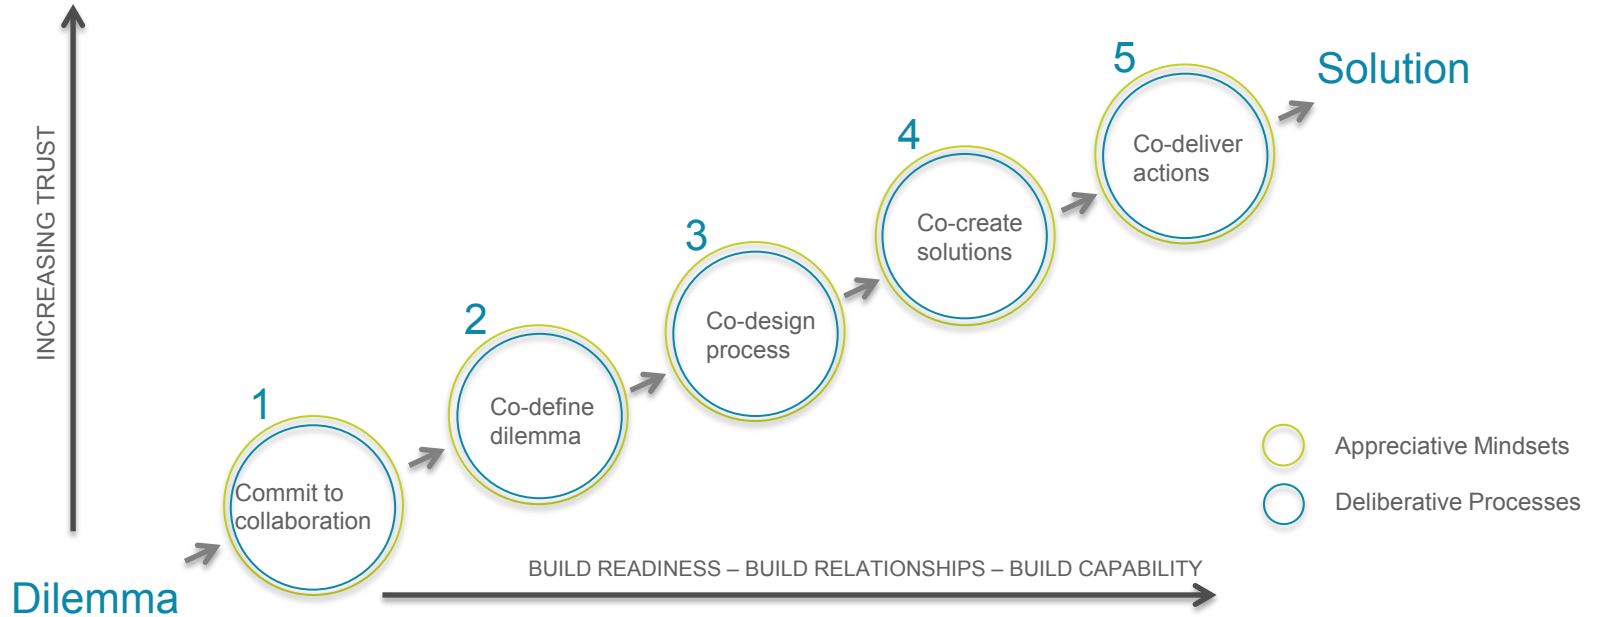 INCREASING TRUST
Dilemma
1
Commit to
collaboration
2
Co-define
dilemma
3
Co-design
process
4
Co-create
solutions
5
Co-deliver
actions
Solution
Appreciative Mindsets
Deliberative Processes
BUILD READINESS – BUILD RELATIONSHIPS – BUILD CAPABILITY